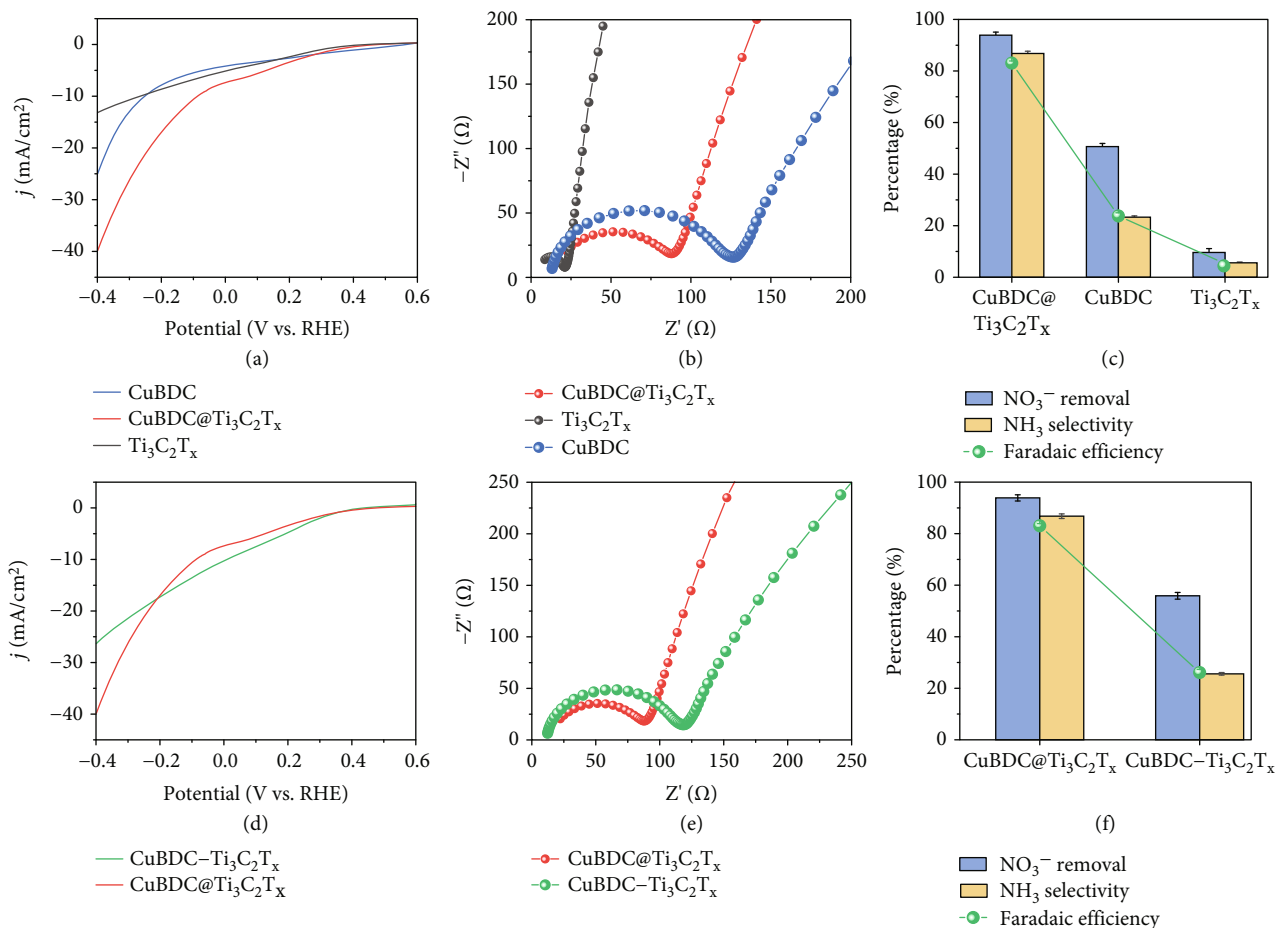 0
−10
−20
−30
−40
j (mA/cm²)
−0.4 −0.2 0.0 0.2 0.4 0.6
Potential (V vs. RHE)
(a)
CuBDC
CuBDC@Ti₃C₂Tₓ
Ti₃C₂Tₓ
200
150
100
50
0
−Z″ (Ω)
0 50 100 150 200
Z′ (Ω)
(b)
CuBDC@Ti₃C₂Tₓ
Ti₃C₂Tₓ
CuBDC
100
80
60
40
20
0
Percentage (%)
CuBDC@ CuBDC Ti₃C₂Tₓ
Ti₃C₂Tₓ
(c)
NO₃⁻ removal
NH₃ selectivity
Faradaic efficiency
0
−10
−20
−30
−40
j (mA/cm²)
−0.4 −0.2 0.0 0.2 0.4 0.6
Potential (V vs. RHE)
(d)
CuBDC−Ti₃C₂Tₓ
CuBDC@Ti₃C₂Tₓ
250
200
150
100
50
0
−Z″ (Ω)
0 50 100 150 200 250
Z′ (Ω)
(e)
CuBDC@Ti₃C₂Tₓ
CuBDC−Ti₃C₂Tₓ
100
80
60
40
20
0
Percentage (%)
CuBDC@Ti₃C₂Tₓ CuBDC−Ti₃C₂Tₓ
(f)
NO₃⁻ removal
NH₃ selectivity
Faradaic efficiency